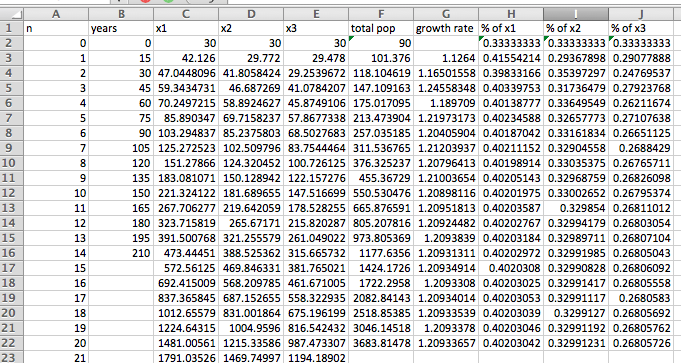 A B C D E F G H I J
1 n years x1 x2 x3 total pop growth rate % of x1 % of x2 % of x3
2 0 0 30 30 30 90 0.33333333 0.33333333 0.33333333
3 1 15 42.126 29.772 29.478 101.376 1.1264 0.41554214 0.29367898 0.29077888
4 2 30 47.0448096 41.8058424 29.2539672 118.104619 1.16501558 0.39833166 0.35397297 0.24769537
5 3 45 59.3434731 46.687269 41.0784207 147.109163 1.24558348 0.40339753 0.31736479 0.27923768
6 4 60 70.2497215 58.8924627 45.8749106 175.017095 1.189709 0.40138777 0.33649549 0.26211674
7 5 75 85.890347 69.7158237 57.8677338 213.473904 1.21973173 0.40234588 0.32657773 0.27107638
8 6 90 103.294837 85.2375803 68.5027683 257.035185 1.20405904 0.40187042 0.33161834 0.26651125
9 7 105 125.272523 102.509796 83.7544464 311.536765 1.21203937 0.40211152 0.32904558 0.2688429
10 8 120 151.27866 124.320452 100.726125 376.325237 1.20796413 0.40198914 0.33035375 0.26765711
11 9 135 183.081071 150.128942 122.157276 455.36729 1.21003654 0.40205145 0.32968759 0.26826098
12 10 150 221.324122 181.689655 147.516699 550.530476 1.20898116 0.40201975 0.33002652 0.26795374
13 11 165 267.706277 219.642059 178.528255 665.876591 1.20951813 0.40203587 0.329854 0.26811012
14 12 180 323.715819 265.67171 215.820287 805.207816 1.20924482 0.40202767 0.32994179 0.26803054
15 13 195 391.500768 321.255579 261.049022 973.805369 1.2093839 0.40203184 0.32989711 0.26807104
16 14 210 473.44451 388.525362 315.665732 1177.6356 1.20931311 0.40202972 0.32991985 0.26805043
17 15 572.56125 469.846331 381.765021 1424.1726 1.20934914 0.4020308 0.32990828 0.26806092
18 16 692.415009 568.209785 461.671005 1722.2958 1.2093308 0.40203025 0.32991417 0.26805558
19 17 837.365845 687.152655 558.322935 2082.84143 1.20934014 0.40203053 0.32991117 0.2680583
20 18 1012.65579 831.001864 675.196199 2518.85385 1.20933539 0.40203039 0.3299127 0.26805692
21 19 1224.64315 1004.9596 816.542432 3046.14518 1.2093378 0.40203046 0.32991192 0.26805762
22 20 1481.00561 1215.33586 987.473307 3683.81478 1.20933657 0.40203042 0.32991231 0.26805726
23 21 1791.03526 1469.74997 1194.18902